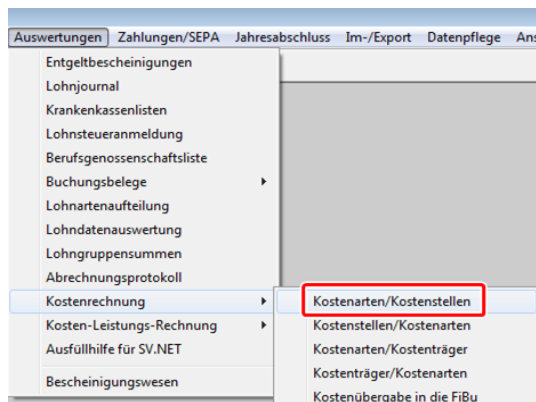 Auswertungen Zahlungen/SEPA Jahresabschluss Im-/Export Datenpflege
Entgeltbescheinigungen
Lohnjournal
Krankenkassenlisten
Lohnsteueranmeldung
Berufsgenossenschaftsliste
Buchungsbelege
Lohnartenaufteilung
Lohndatenauswertung
Lohngruppensummen
Abrechnungsprotokoll
Kostenrechnung
Kosten-Leistungs-Rechnung
Ausfüllhilfe für SV.NET
Bescheinigungswesen
Kostenarten/Kostenstellen
Kostenstellen/Kostenarten
Kostenarten/Kostenträger
Kostenträger/Kostenarten
Kostenübergabe in die FiBu